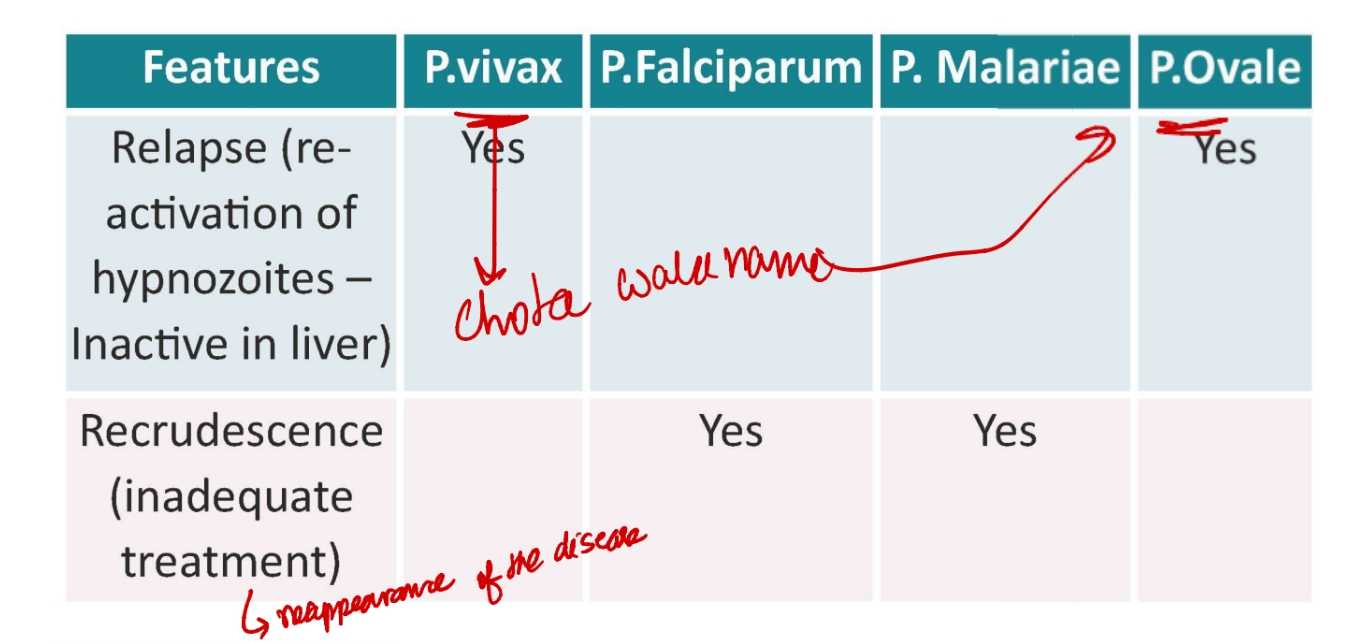 Features P.vivax P.Falciparum P. Malariae P.Ovale
Relapse (re- Yes Yes
activation of
hypnozoites –
Inactive in liver)
Chota wala name
Recrudescence Yes Yes
(inadequate
treatment)
reappearance of the disease